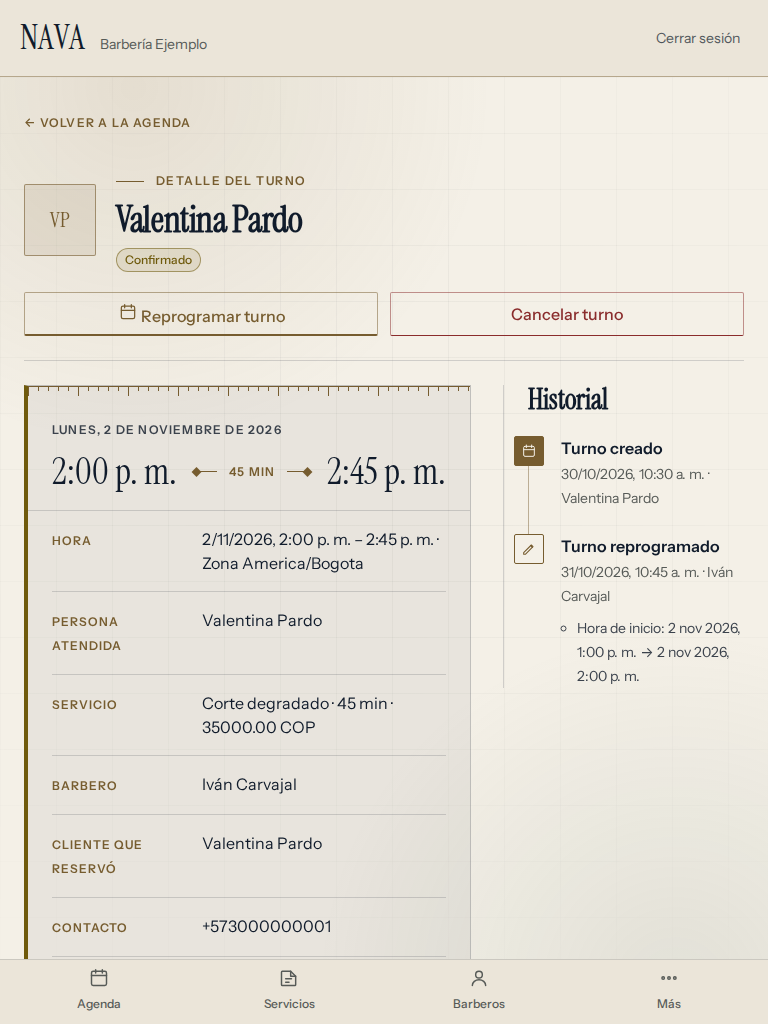 NAVA
Barbería Ejemplo
Cerrar sesión
← VOLVER A LA AGENDA
VP
DETALLE DEL TURNO
Valentina Pardo
Confirmado
Reprogramar turno
Cancelar turno
LUNES, 2 DE NOVIEMBRE DE 2026
2:00 p. m.
45 MIN
2:45 p. m.
HORA
2/11/2026, 2:00 p. m. – 2:45 p. m. ·
Zona America/Bogota
PERSONA
ATENDIDA
Valentina Pardo
SERVICIO
Corte degradado · 45 min ·
35000.00 COP
BARBERO
Iván Carvajal
CLIENTE QUE
RESERVÓ
Valentina Pardo
CONTACTO
+573000000001
Historial
Turno creado
30/10/2026, 10:30 a. m. ·
Valentina Pardo
Turno reprogramado
31/10/2026, 10:45 a. m. · Iván
Carvajal
Hora de inicio: 2 nov 2026,
1:00 p. m. → 2 nov 2026,
2:00 p. m.
Agenda
Servicios
Barberos
Más